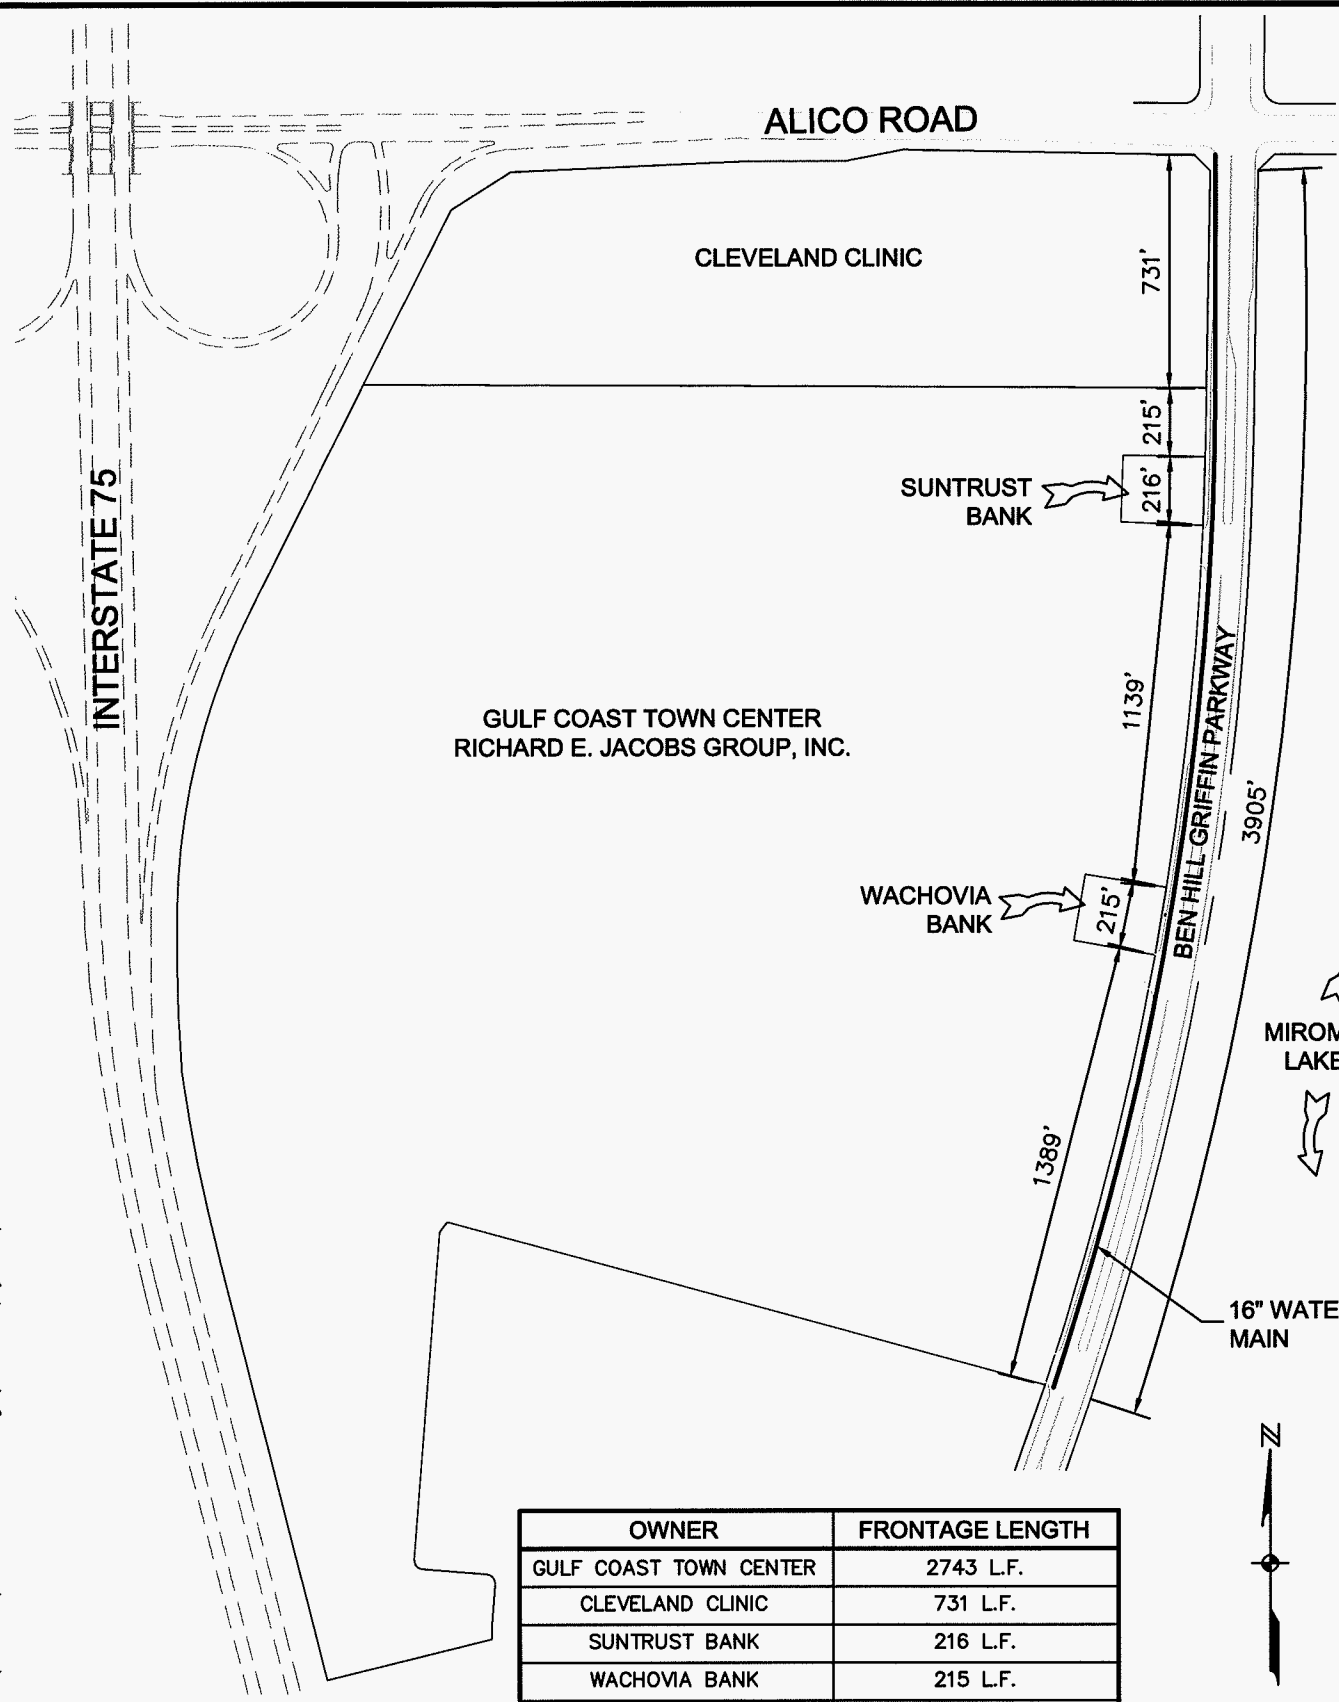 ALICO ROAD
CLEVELAND CLINIC
731'
215'
SUNTRUST
BANK
216'
INTERSTATE 75
1139'
GULF COAST TOWN CENTER
RICHARD E. JACOBS GROUP, INC.
BEN HILL GRIFFIN PARKWAY
3905'
WACHOVIA
BANK
215'
MIROM
LAKE
1389'
16" WATE
MAIN
N
OWNER FRONTAGE LENGTH
GULF COAST TOWN CENTER 2743 L.F.
CLEVELAND CLINIC 731 L.F.
SUNTRUST BANK 216 L.F.
WACHOVIA BANK 215 L.F.